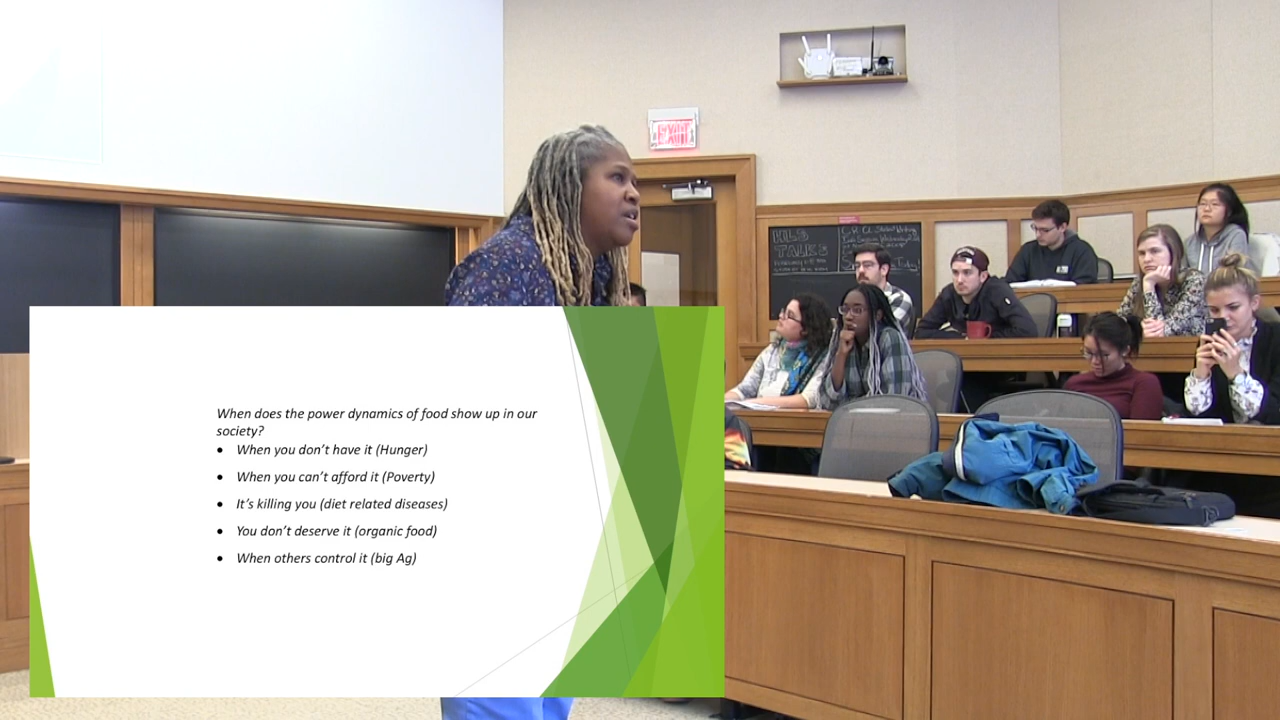 EXIT
HLS
TALKS
When does the power dynamics of food show up in our
society?
• When you don't have it (Hunger)
• When you can't afford it (Poverty)
• It's killing you (diet related diseases)
• You don't deserve it (organic food)
• When others control it (big Ag)